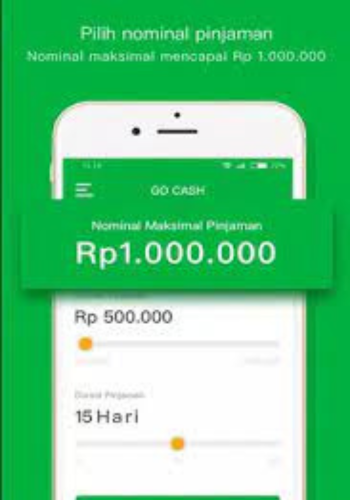 Pilih nominal pinjaman
Nominal maksimal mencapai Rp 1.000.000
GO CASH
Nominal Maksimal Pinjaman
Rp1.000.000
Rp 500.000
Durasi Pinjaman
15 Hari